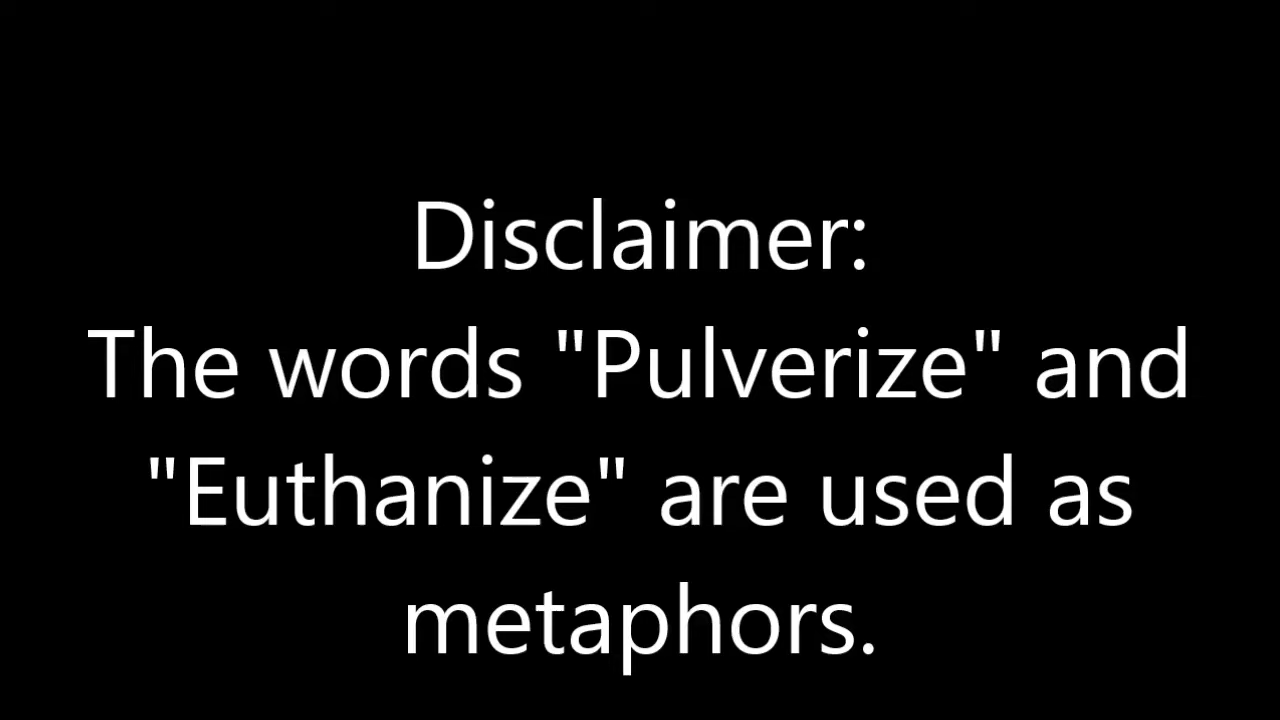 Disclaimer:
The words "Pulverize" and
"Euthanize" are used as
metaphors.